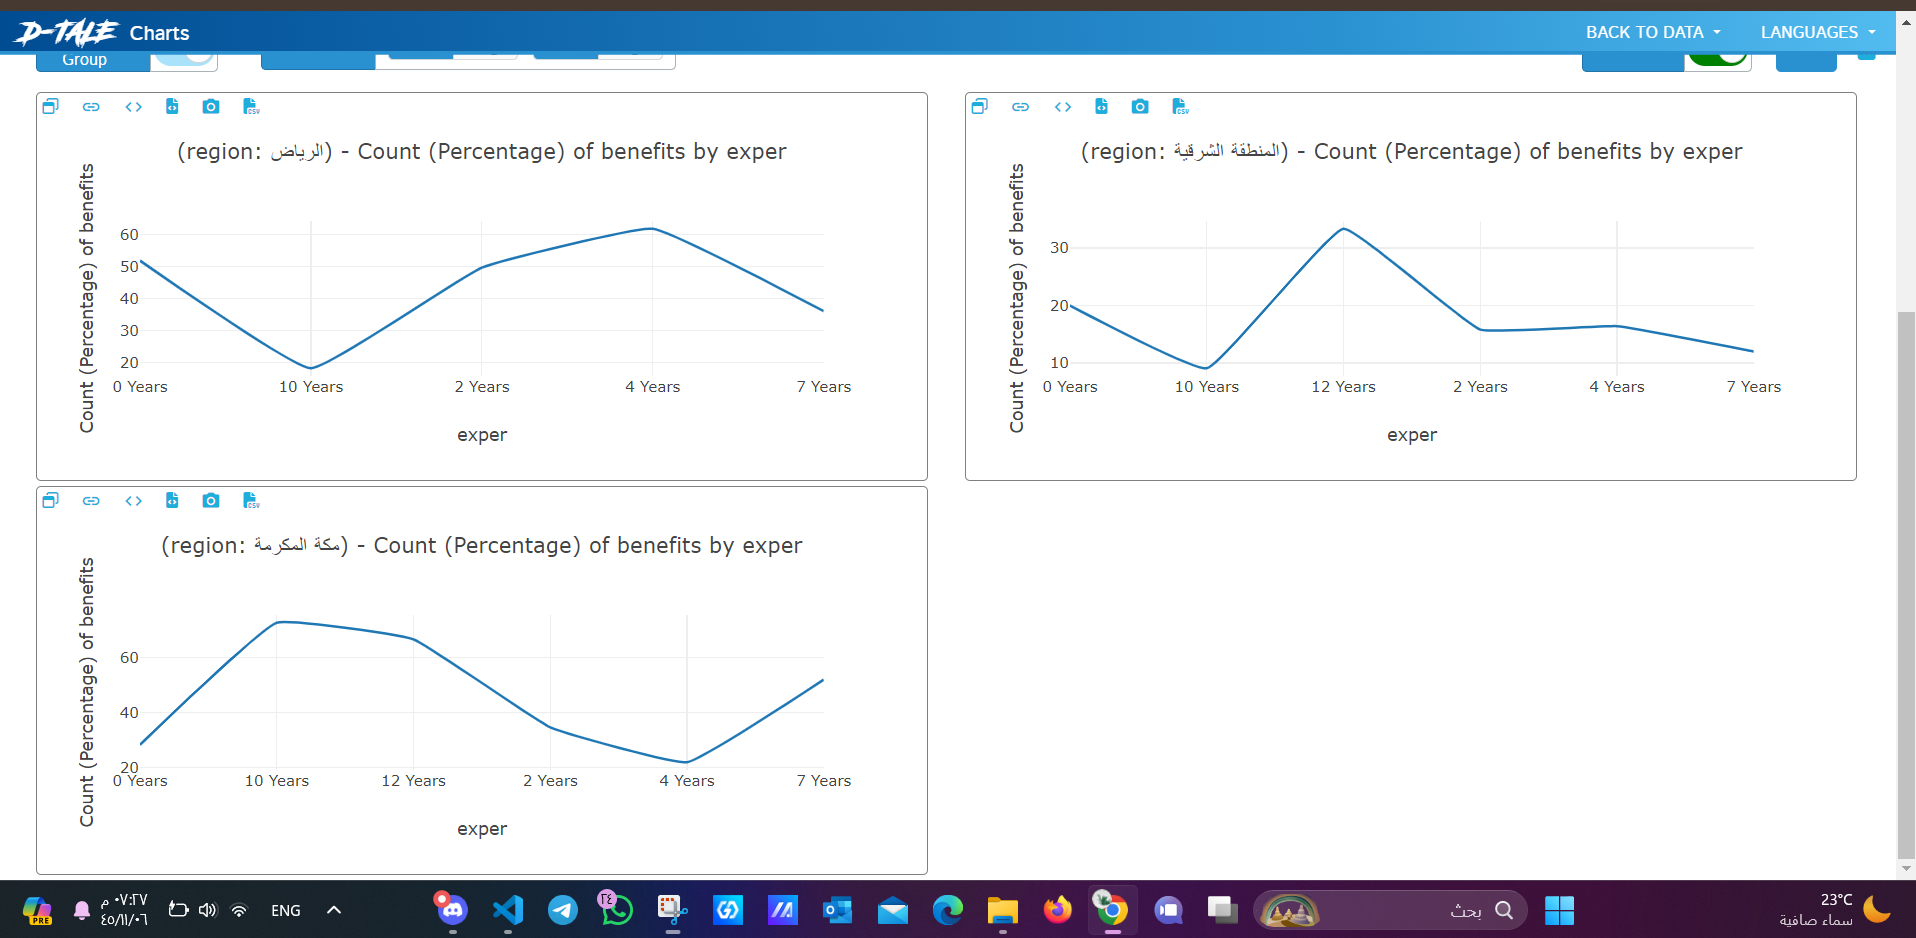 D-TALE Charts
BACK TO DATA
LANGUAGES
Group
(region: الرياض) - Count (Percentage) of benefits by exper
Count (Percentage) of benefits
60
50
40
30
20
0 Years
10 Years
2 Years
4 Years
7 Years
exper
(region: المنطقة الشرقية) - Count (Percentage) of benefits by exper
Count (Percentage) of benefits
30
20
10
0 Years
10 Years
12 Years
2 Years
4 Years
7 Years
exper
(region: مكة المكرمة) - Count (Percentage) of benefits by exper
Count (Percentage) of benefits
60
40
20
0 Years
10 Years
12 Years
2 Years
4 Years
7 Years
exper
PRE
٠٧:٢٧ م
٤٥/١١/٠٦
ENG
٢٤
بحث
23°C
سماء صافية